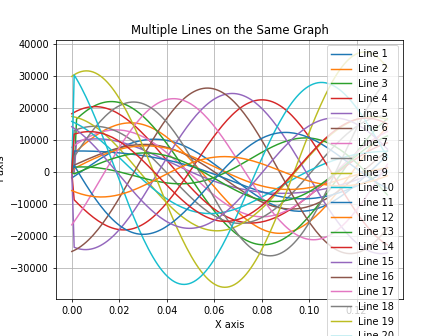 Multiple Lines on the Same Graph
40000
30000
20000
10000
0
−10000
−20000
−30000
0.00 0.02 0.04 0.06 0.08 0.10
X axis
Line 1
Line 2
Line 3
Line 4
Line 5
Line 6
Line 7
Line 8
Line 9
Line 10
Line 11
Line 12
Line 13
Line 14
Line 15
Line 16
Line 17
Line 18
Line 19
Line 20